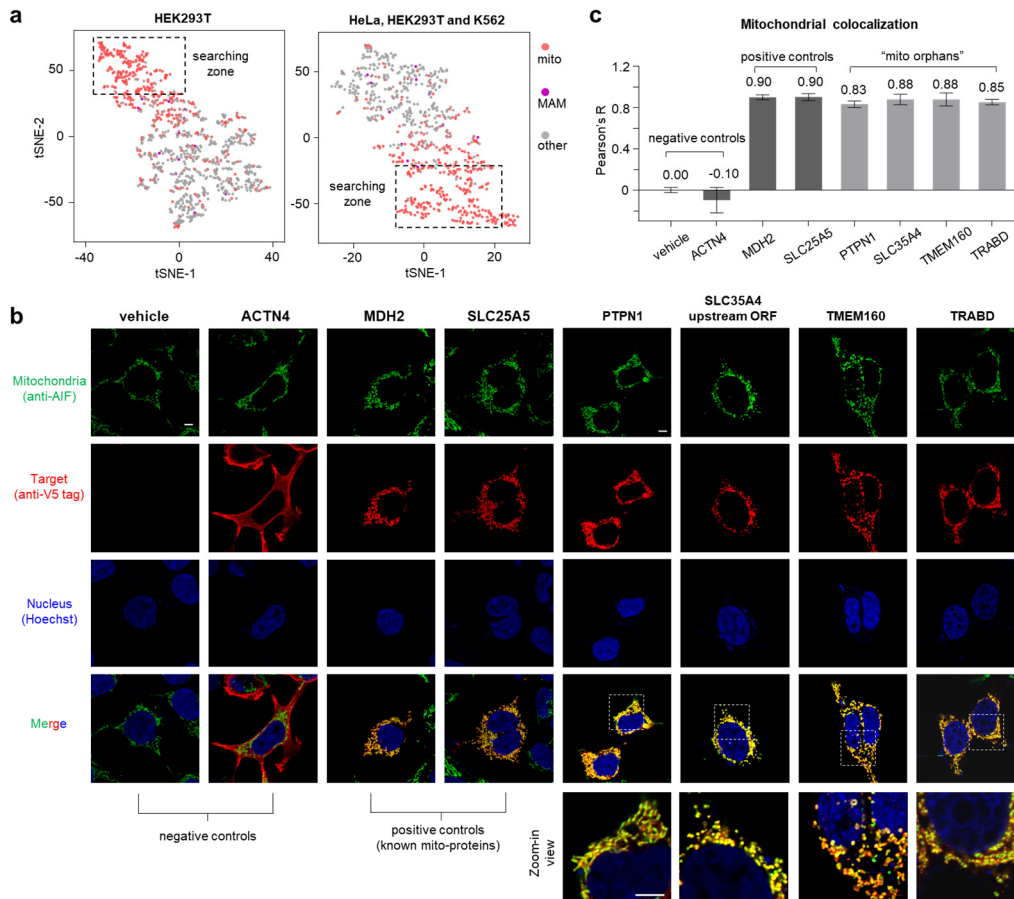 a
HEK293T
searching
zone
tSNE-2
50
0
-50
-40
0
40
tSNE-1
HeLa, HEK293T and K562
mito
MAM
other
50
0
-50
searching
zone
-20
0
20
tSNE-1
c
Mitochondrial colocalization
positive controls
“mito orphans”
negative controls
Pearson's R
1.2
0.8
0.4
0
0.00
-0.10
0.90
0.90
0.83
0.88
0.88
0.85
vehicle
ACTN4
MDH2
SLC25A5
PTPN1
SLC35A4
TMEM160
TRABD
b
vehicle
ACTN4
MDH2
SLC25A5
PTPN1
SLC35A4
upstream ORF
TMEM160
TRABD
Mitochondria
(anti-AIF)
Target
(anti-V5 tag)
Nucleus
(Hoechst)
Merge
negative controls
positive controls
(known mito-proteins)
Zoom-in
view